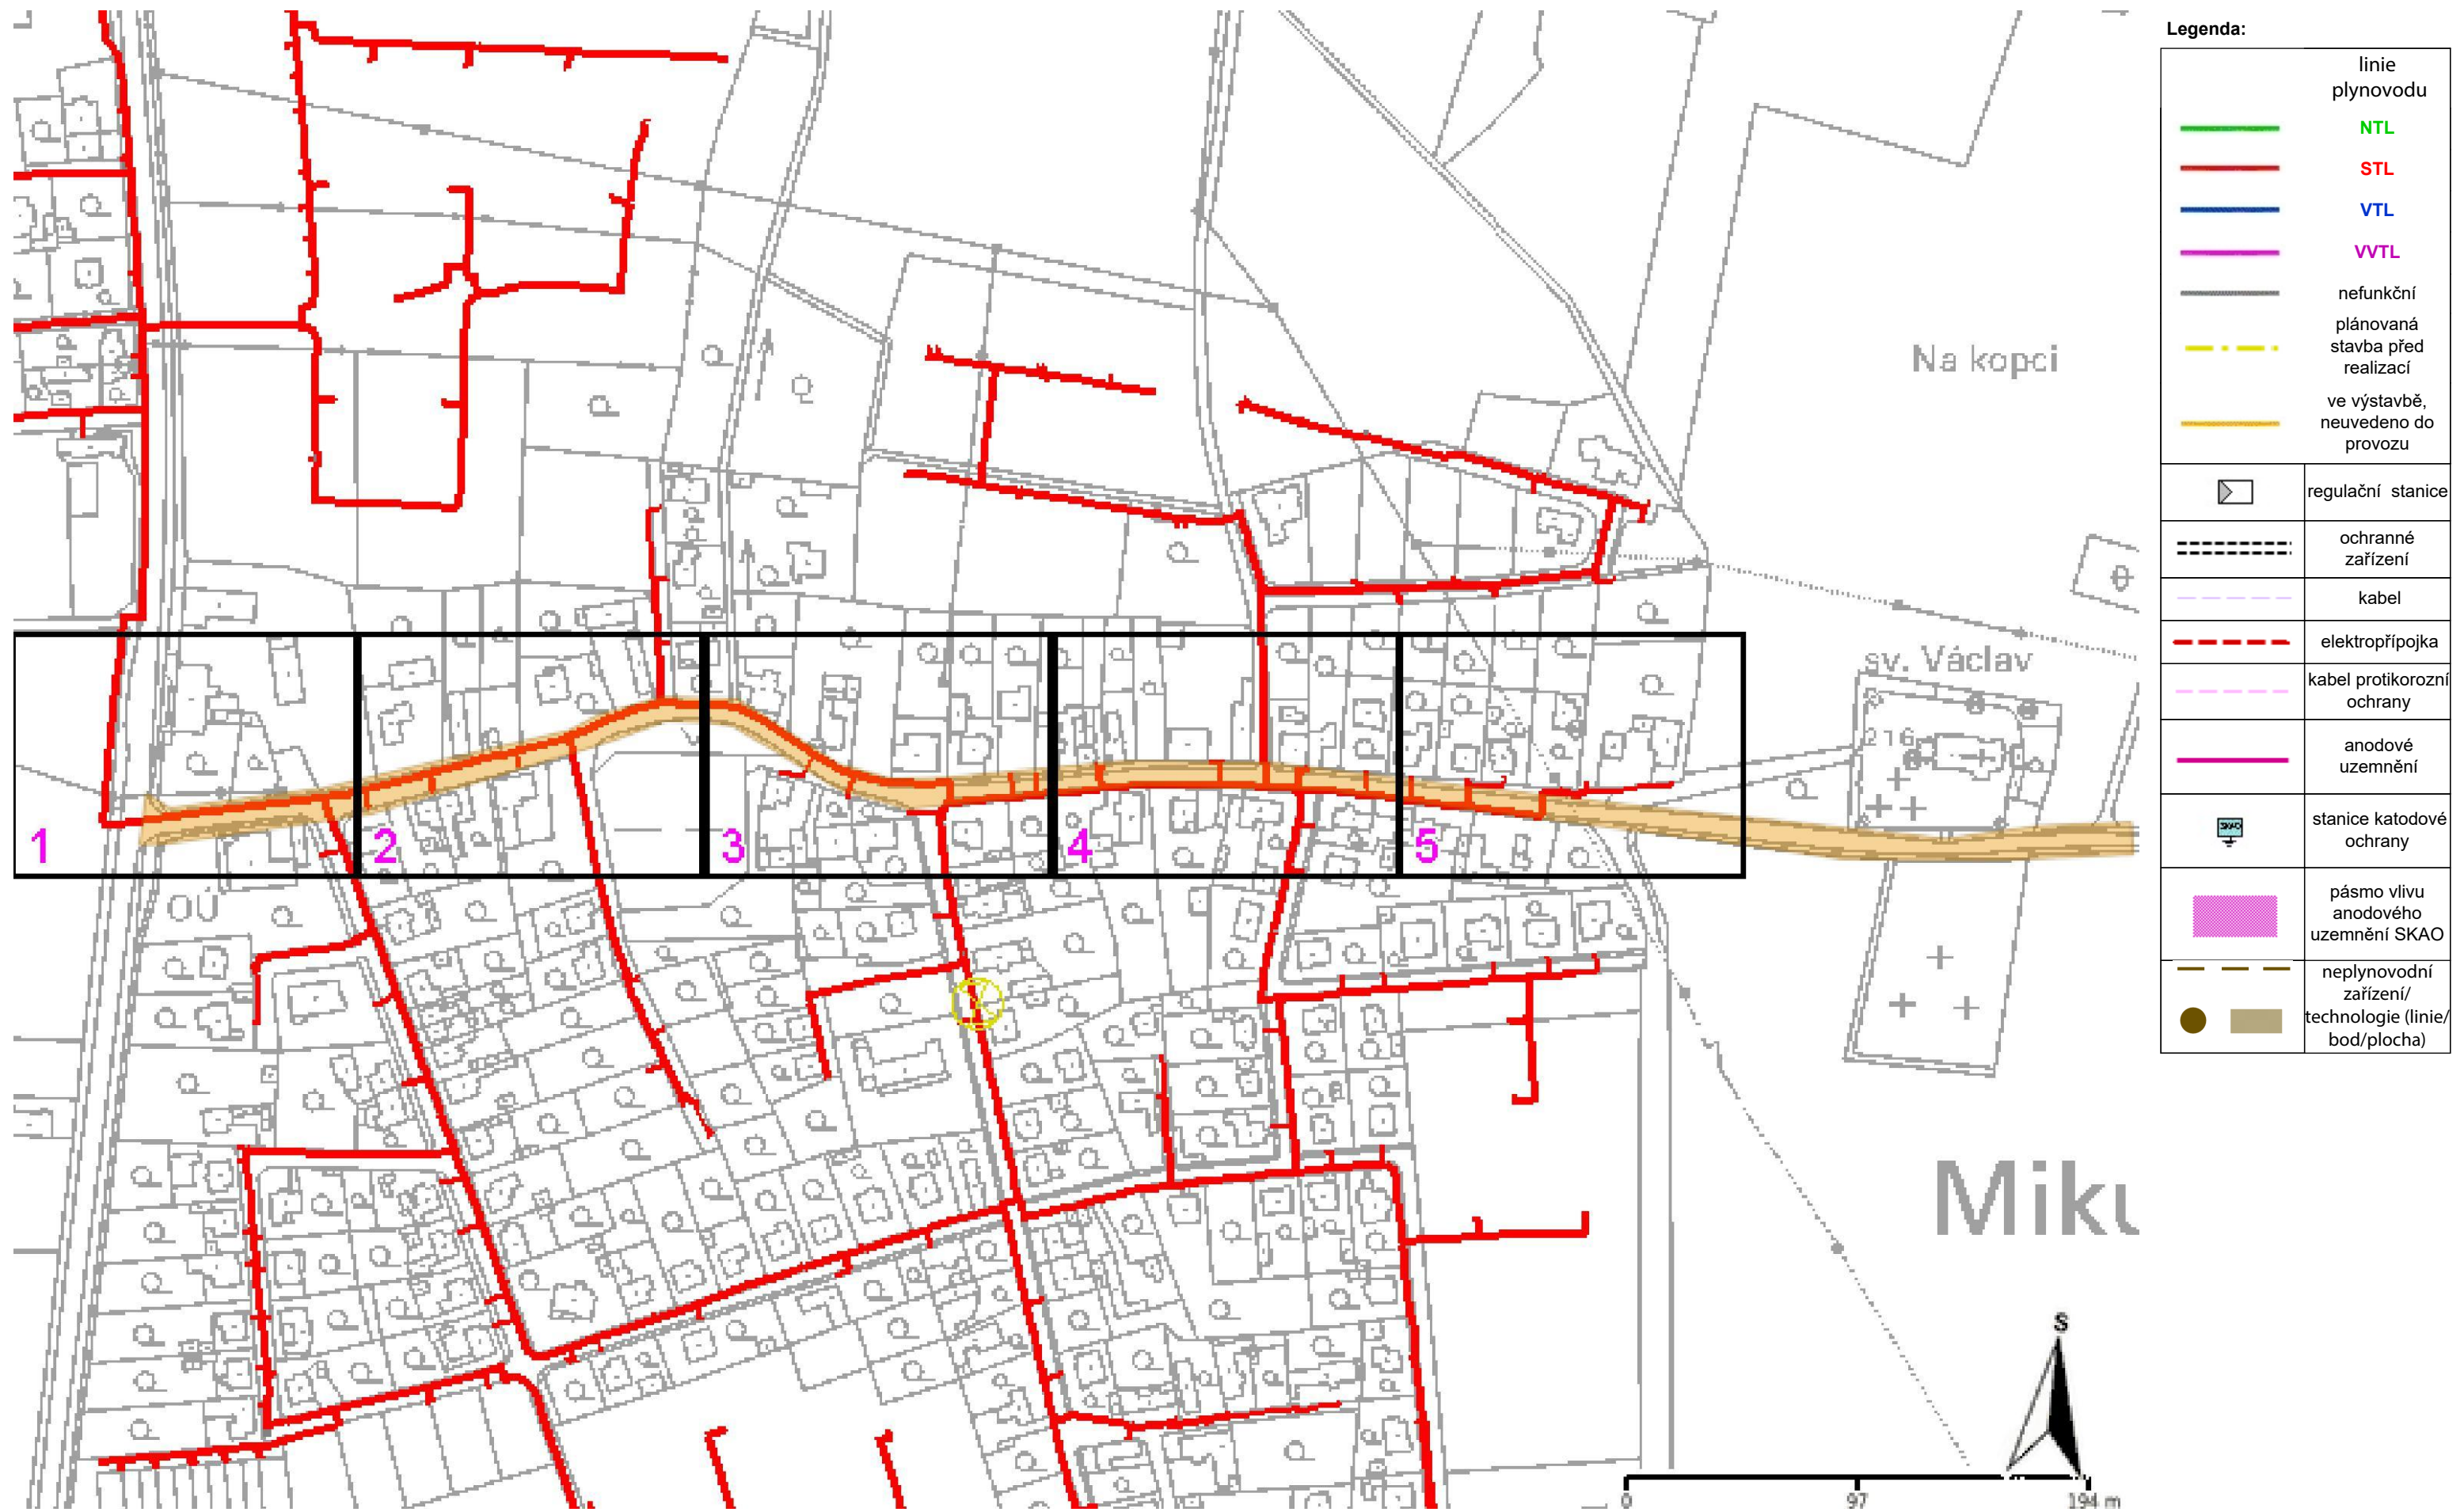 Legenda:
linie
plynovodu
NTL
STL
VTL
VVTL
nefunkční
plánovaná
stavba před
realizací
ve výstavbě,
neuvedeno do
provozu
regulační stanice
ochranné
zařízení
kabel
elektropřípojka
kabel protikorozní
ochrany
anodové
uzemnění
SKAO
stanice katodové
ochrany
pásmo vlivu
anodového
uzemnění SKAO
neplynovodní
zařízení/
technologie (linie/
bod/plocha)
Na kopci
sv. Václav
216
1
2
3
4
5
OÚ
Miku
S
0
97
194 m